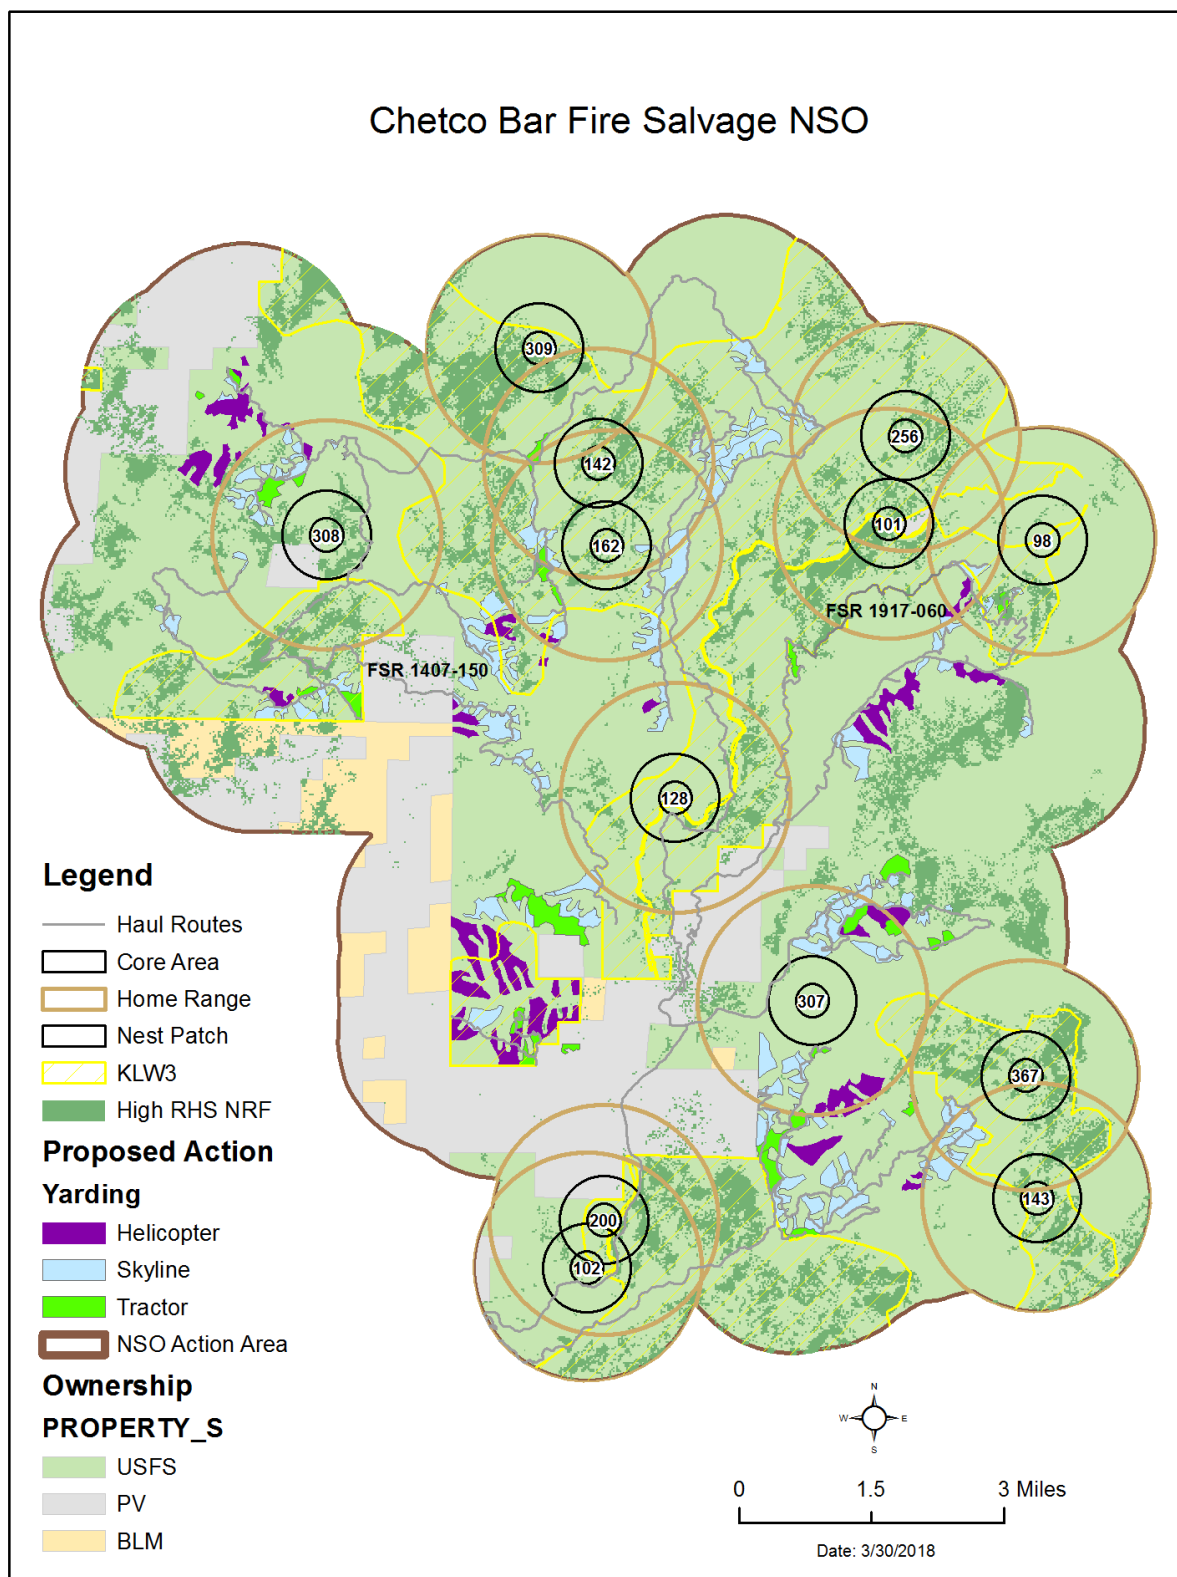 Chetco Bar Fire Salvage NSO
309
256
142
101
308
162
98
FSR 1917-060
FSR 1407-150
128
307
367
143
200
102
Legend
Haul Routes
Core Area
Home Range
Nest Patch
KLW3
High RHS NRF
Proposed Action
Yarding
Helicopter
Skyline
Tractor
NSO Action Area
Ownership
PROPERTY_S
USFS
PV
BLM
N
W E
S
0 1.5 3 Miles
Date: 3/30/2018